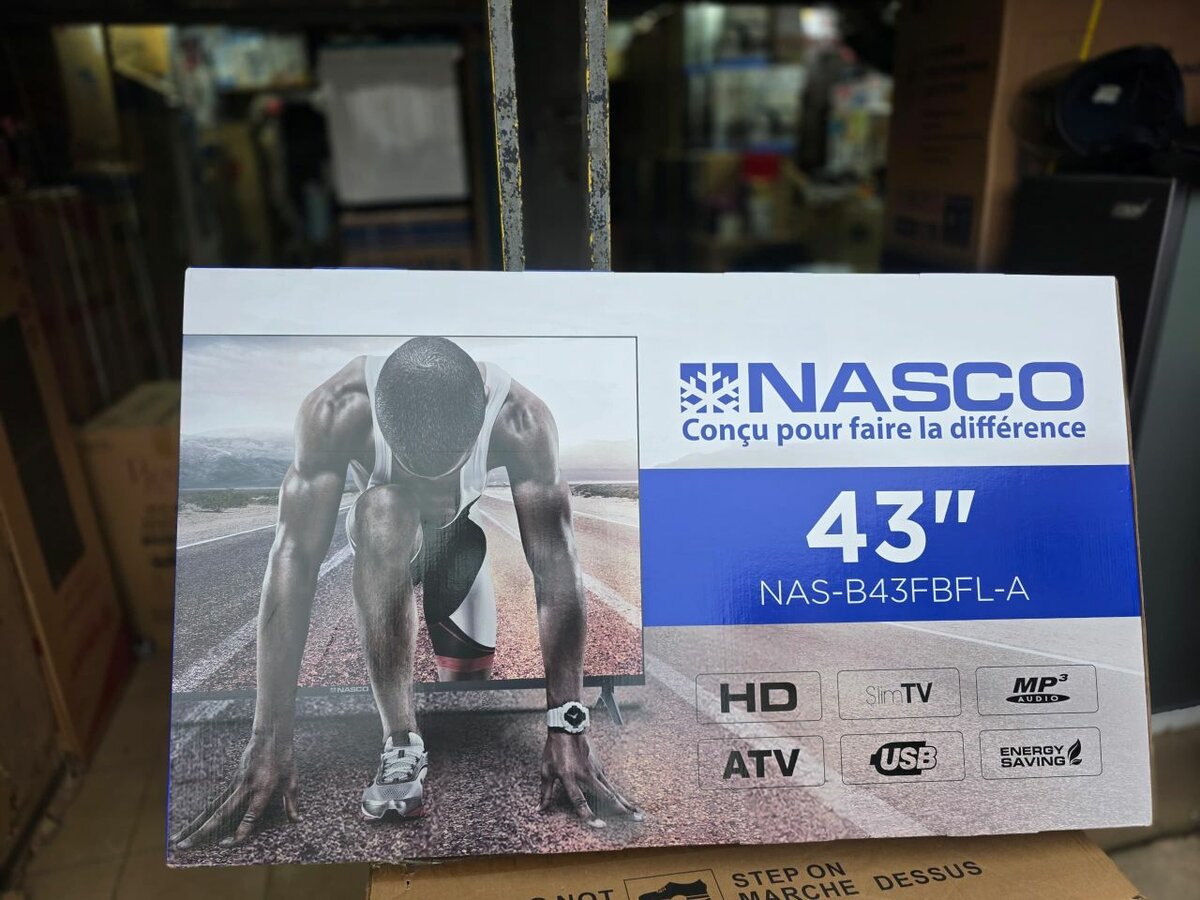 NASCO
Conçu pour faire la différence
43"
NAS-B43FBFL-A
HD
SlimTV
MP3
AUDIO
ATV
USB
ENERGY
SAVING
NASCO
NOT
STEP ON
MARCHE DESSUS